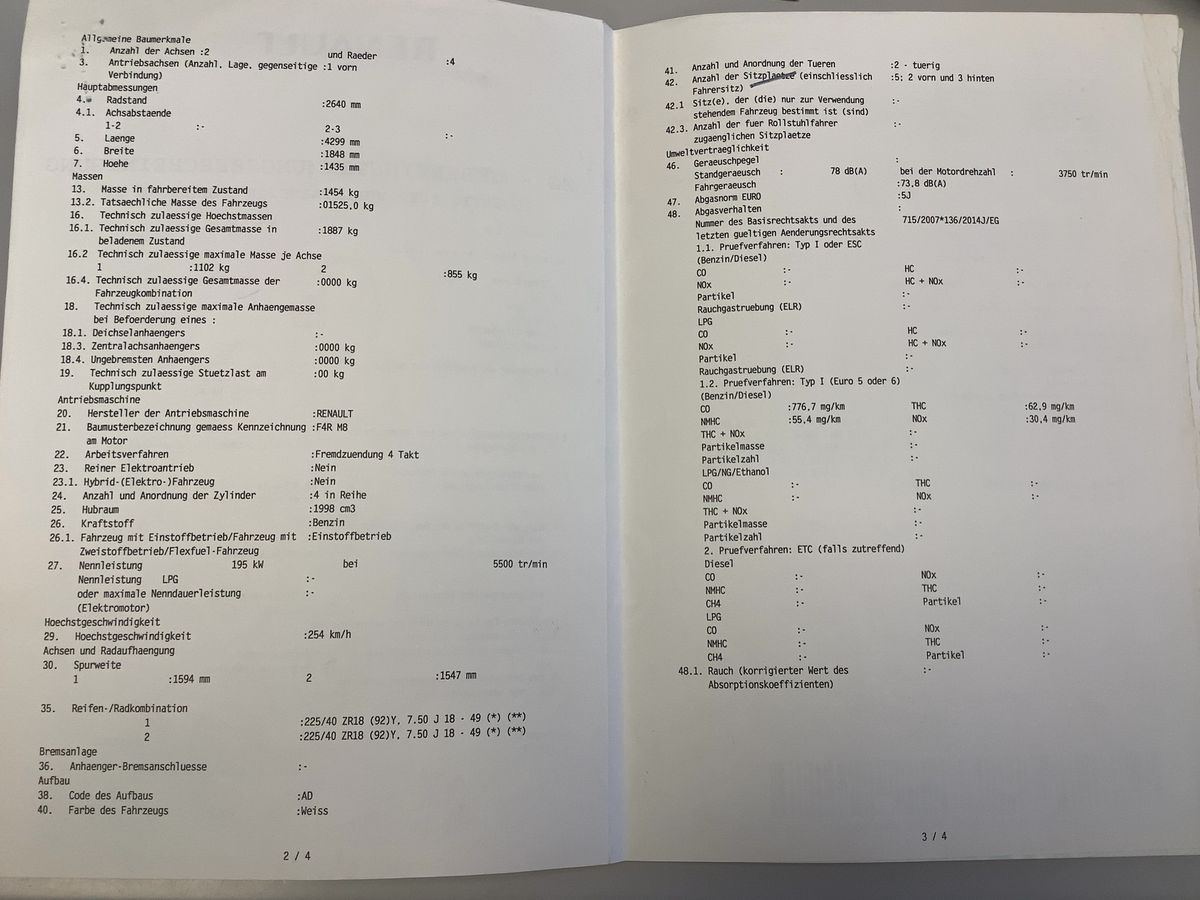 Allgemeine Baumerkmale
1. Anzahl der Achsen :2 und Raeder :4
3. Antriebsachsen (Anzahl, Lage, gegenseitige :1 vorn
Verbindung)
Hauptabmessungen
4. Radstand :2640 mm
4.1. Achsabstaende
1-2 :- 2-3 :-
5. Laenge :4299 mm
6. Breite :1848 mm
7. Hoehe :1435 mm
Massen
13. Masse in fahrbereitem Zustand :1454 kg
13.2. Tatsaechliche Masse des Fahrzeugs :01525,0 kg
16. Technisch zulaessige Hoechstmassen
16.1. Technisch zulaessige Gesamtmasse in :1887 kg
beladenem Zustand
16.2 Technisch zulaessige maximale Masse je Achse
1 :1102 kg 2 :855 kg
16.4. Technisch zulaessige Gesamtmasse der :0000 kg
Fahrzeugkombination
18. Technisch zulaessige maximale Anhaengemasse
bei Befoerderung eines :
18.1. Deichselanhaengers :-
18.3. Zentralachsanhaengers :0000 kg
18.4. Ungebremsten Anhaengers :0000 kg
19. Technisch zulaessige Stuetzlast am :00 kg
Kupplungspunkt
Antriebsmaschine
20. Hersteller der Antriebsmaschine :RENAULT
21. Baumusterbezeichnung gemaess Kennzeichnung :F4R M8
am Motor
22. Arbeitsverfahren :Fremdzuendung 4 Takt
23. Reiner Elektroantrieb :Nein
23.1. Hybrid-(Elektro-)Fahrzeug :Nein
24. Anzahl und Anordnung der Zylinder :4 in Reihe
25. Hubraum :1998 cm3
26. Kraftstoff :Benzin
26.1. Fahrzeug mit Einstoffbetrieb/Fahrzeug mit :Einstoffbetrieb
Zweistoffbetrieb/Flexfuel-Fahrzeug
27. Nennleistung 195 kW bei 5500 tr/min
Nennleistung LPG :-
oder maximale Nenndauerleistung :-
(Elektromotor)
Hoechstgeschwindigkeit
29. Hoechstgeschwindigkeit :254 km/h
Achsen und Radaufhaengung
30. Spurweite
1 :1594 mm 2 :1547 mm
35. Reifen-/Radkombination
1 :225/40 ZR18 (92)Y, 7.50 J 18 - 49 (*) (**)
2 :225/40 ZR18 (92)Y, 7.50 J 18 - 49 (*) (**)
Bremsanlage
36. Anhaenger-Bremsanschluesse :-
Aufbau
38. Code des Aufbaus :AD
40. Farbe des Fahrzeugs :Weiss
2 / 4
41. Anzahl und Anordnung der Tueren :2 - tuerig
42. Anzahl der Sitzplaetze (einschliesslich :5; 2 vorn und 3 hinten
Fahrersitz)
42.1 Sitz(e), der (die) nur zur Verwendung :-
stehendem Fahrzeug bestimmt ist (sind)
42.3. Anzahl der fuer Rollstuhlfahrer :-
zugaenglichen Sitzplaetze
Umweltvertraeglichkeit
46. Geraeuschpegel :
Standgeraeusch : 78 dB(A) bei der Motordrehzahl : 3750 tr/min
Fahrgeraeusch :73,8 dB(A)
47. Abgasnorm EURO :5J
48. Abgasverhalten :
Nummer des Basisrechtsakts und des 715/2007*136/2014J/EG
letzten gueltigen Aenderungsrechtsakts
1.1. Pruefverfahren: Typ I oder ESC
(Benzin/Diesel)
CO :- HC :-
NOx :- HC + NOx :-
Partikel :-
Rauchgastruebung (ELR) :-
LPG
CO :- HC :-
NOx :- HC + NOx :-
Partikel :-
Rauchgastruebung (ELR) :-
1.2. Pruefverfahren: Typ I (Euro 5 oder 6)
(Benzin/Diesel)
CO :776,7 mg/km THC :62,9 mg/km
NMHC :55,4 mg/km NOx :30,4 mg/km
THC + NOx :-
Partikelmasse :-
Partikelzahl :-
LPG/NG/Ethanol
CO :- THC :-
NMHC :- NOx :-
THC + NOx :-
Partikelmasse :-
Partikelzahl :-
2. Pruefverfahren: ETC (falls zutreffend)
Diesel
CO :- NOx :-
NMHC :- THC :-
CH4 :- Partikel :-
LPG
CO :- NOx :-
NMHC :- THC :-
CH4 :- Partikel :-
48.1. Rauch (korrigierter Wert des :-
Absorptionskoeffizienten)
3 / 4